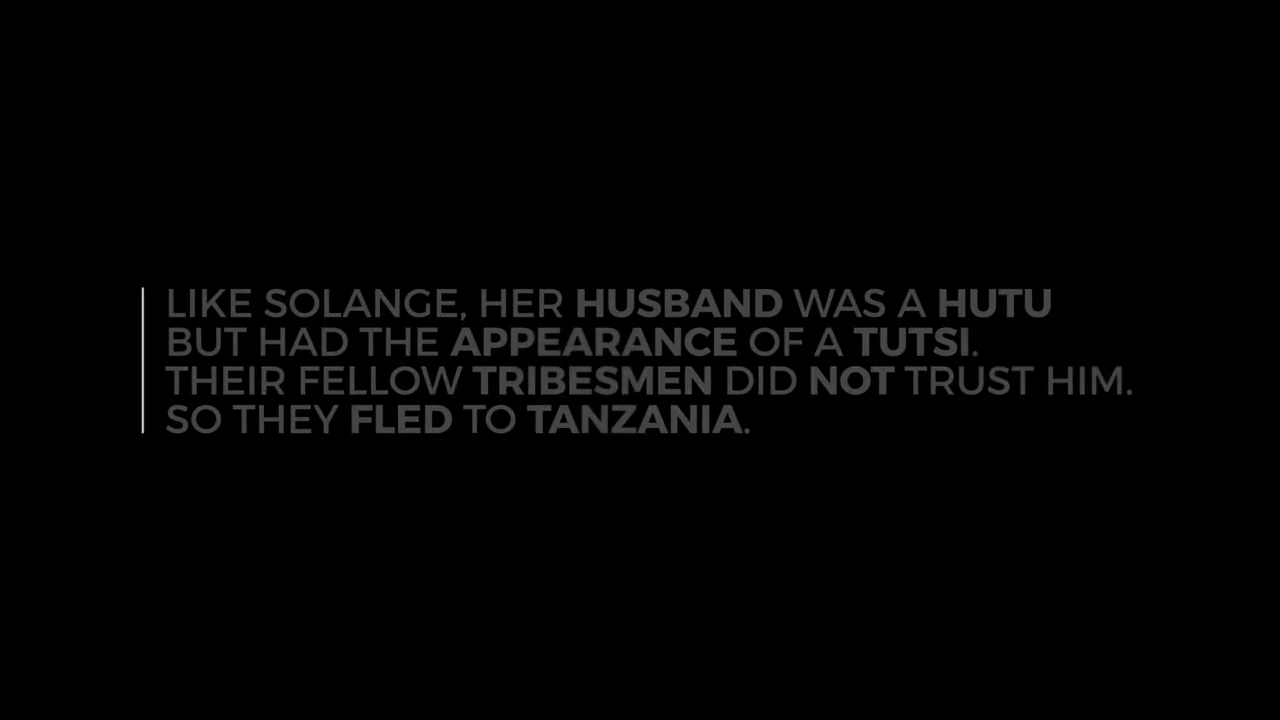 LIKE SOLANGE, HER HUSBAND WAS A HUTU
BUT HAD THE APPEARANCE OF A TUTSI.
THEIR FELLOW TRIBESMEN DID NOT TRUST HIM.
SO THEY FLED TO TANZANIA.